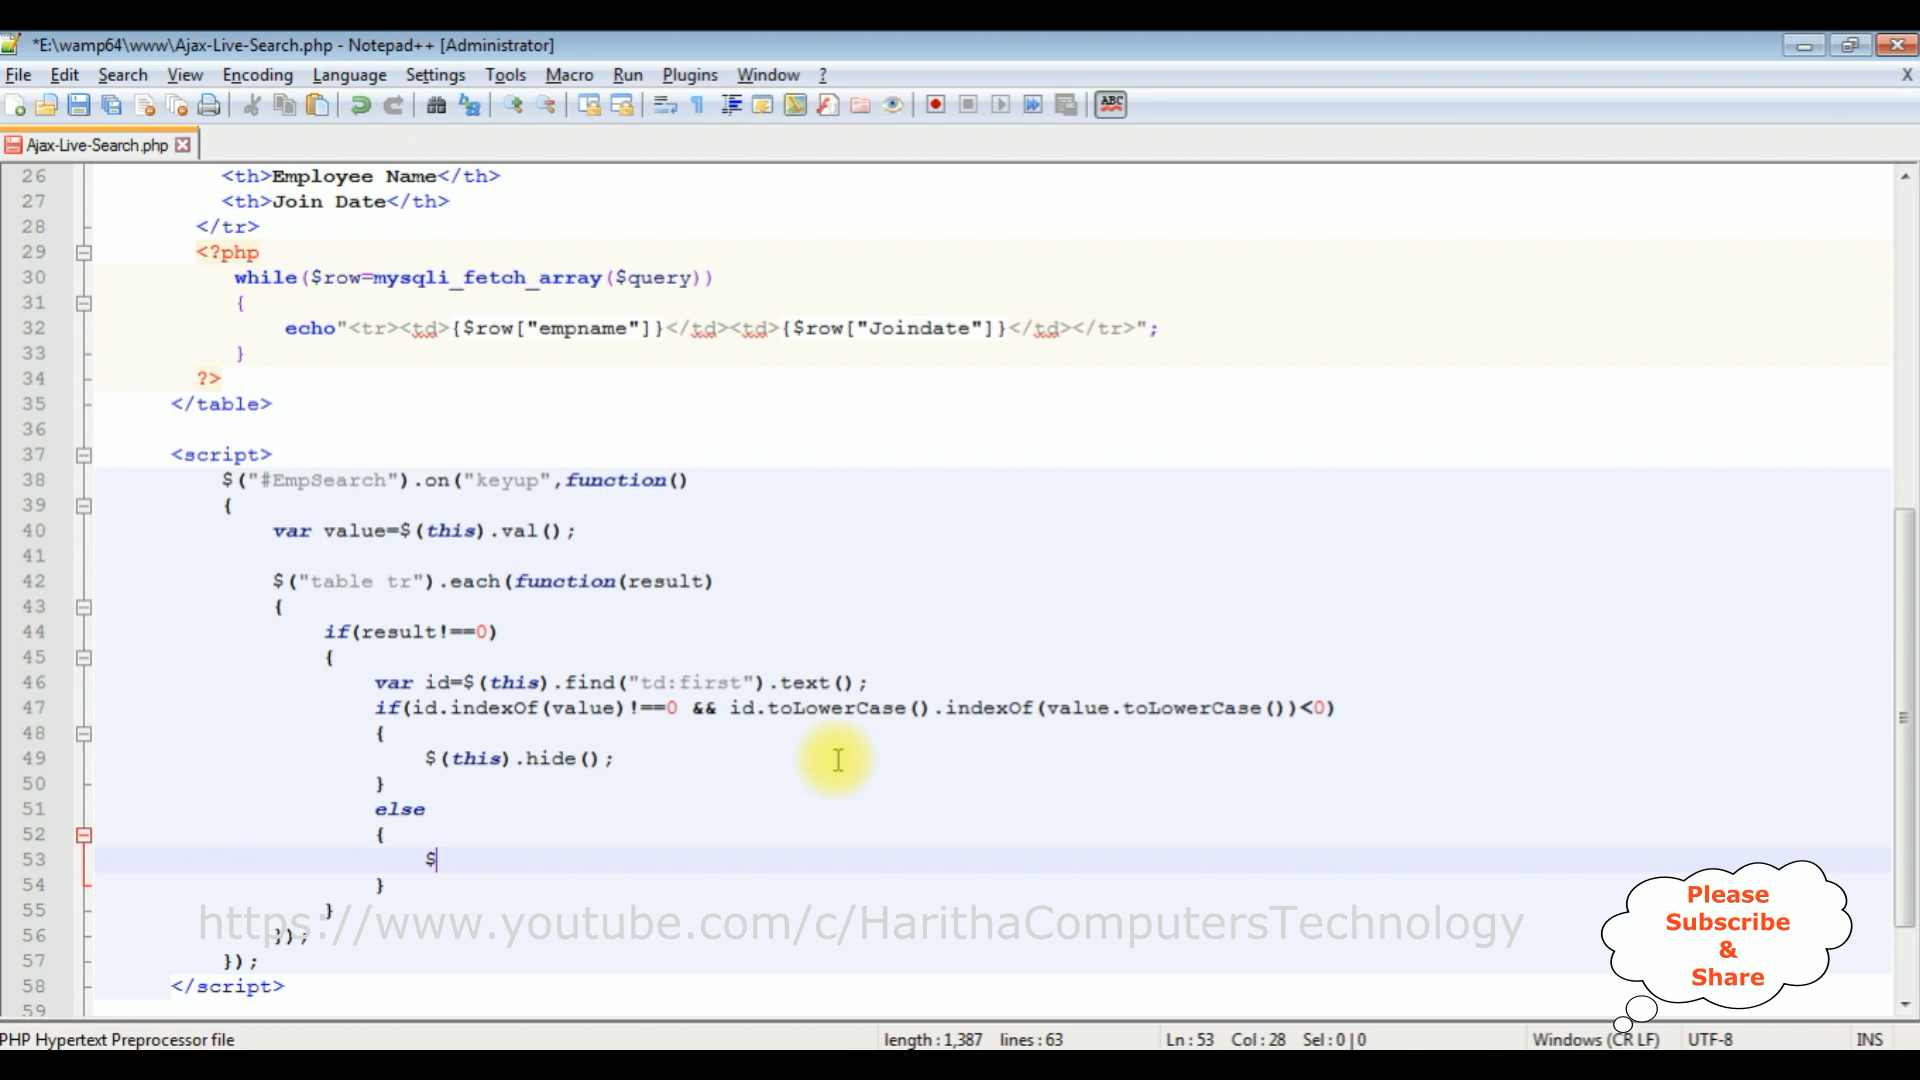 *E:\wamp64\www\Ajax-Live-Search.php - Notepad++ [Administrator]
File Edit Search View Encoding Language Settings Tools Macro Run Plugins Window ? X
ABC
Ajax-Live-Search.php
26 <th>Employee Name</th>
27 <th>Join Date</th>
28 </tr>
29 <?php
30 while($row=mysqli_fetch_array($query))
31 {
32 echo"<tr><td>{$row["empname"]}</td><td>{$row["Joindate"]}</td></tr>";
33 }
34 ?>
35 </table>
36
37 <script>
38 $("#EmpSearch").on("keyup",function()
39 {
40 var value=$(this).val();
41
42 $("table tr").each(function(result)
43 {
44 if(result!==0)
45 {
46 var id=$(this).find("td:first").text();
47 if(id.indexOf(value)!==0 && id.toLowerCase().indexOf(value.toLowerCase())<0)
48 {
49 $(this).hide();
50 }
51 else
52 {
53 $
54 }
55 }
https://www.youtube.com/c/HarithaComputersTechnology
56 });
57 });
58 </script>
59
Please
Subscribe
&
Share
PHP Hypertext Preprocessor file length : 1,387 lines : 63 Ln : 53 Col : 28 Sel : 0 | 0 Windows (CR LF) UTF-8 INS